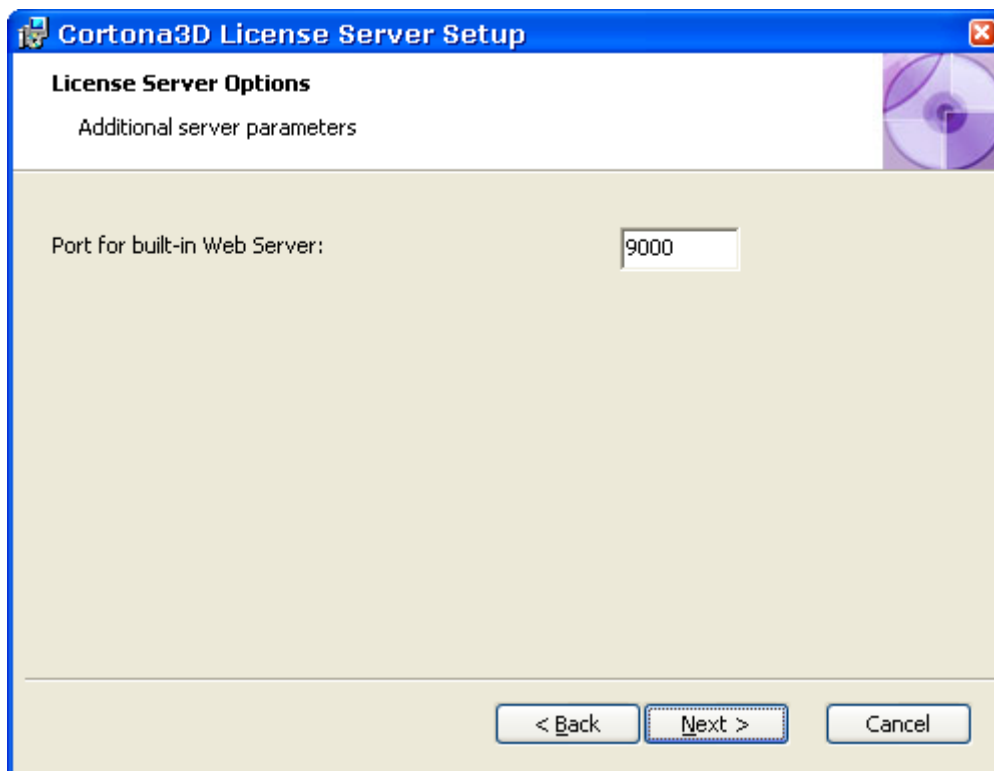 Cortona3D License Server Setup
License Server Options
Additional server parameters
Port for built-in Web Server: 9000
< Back Next > Cancel